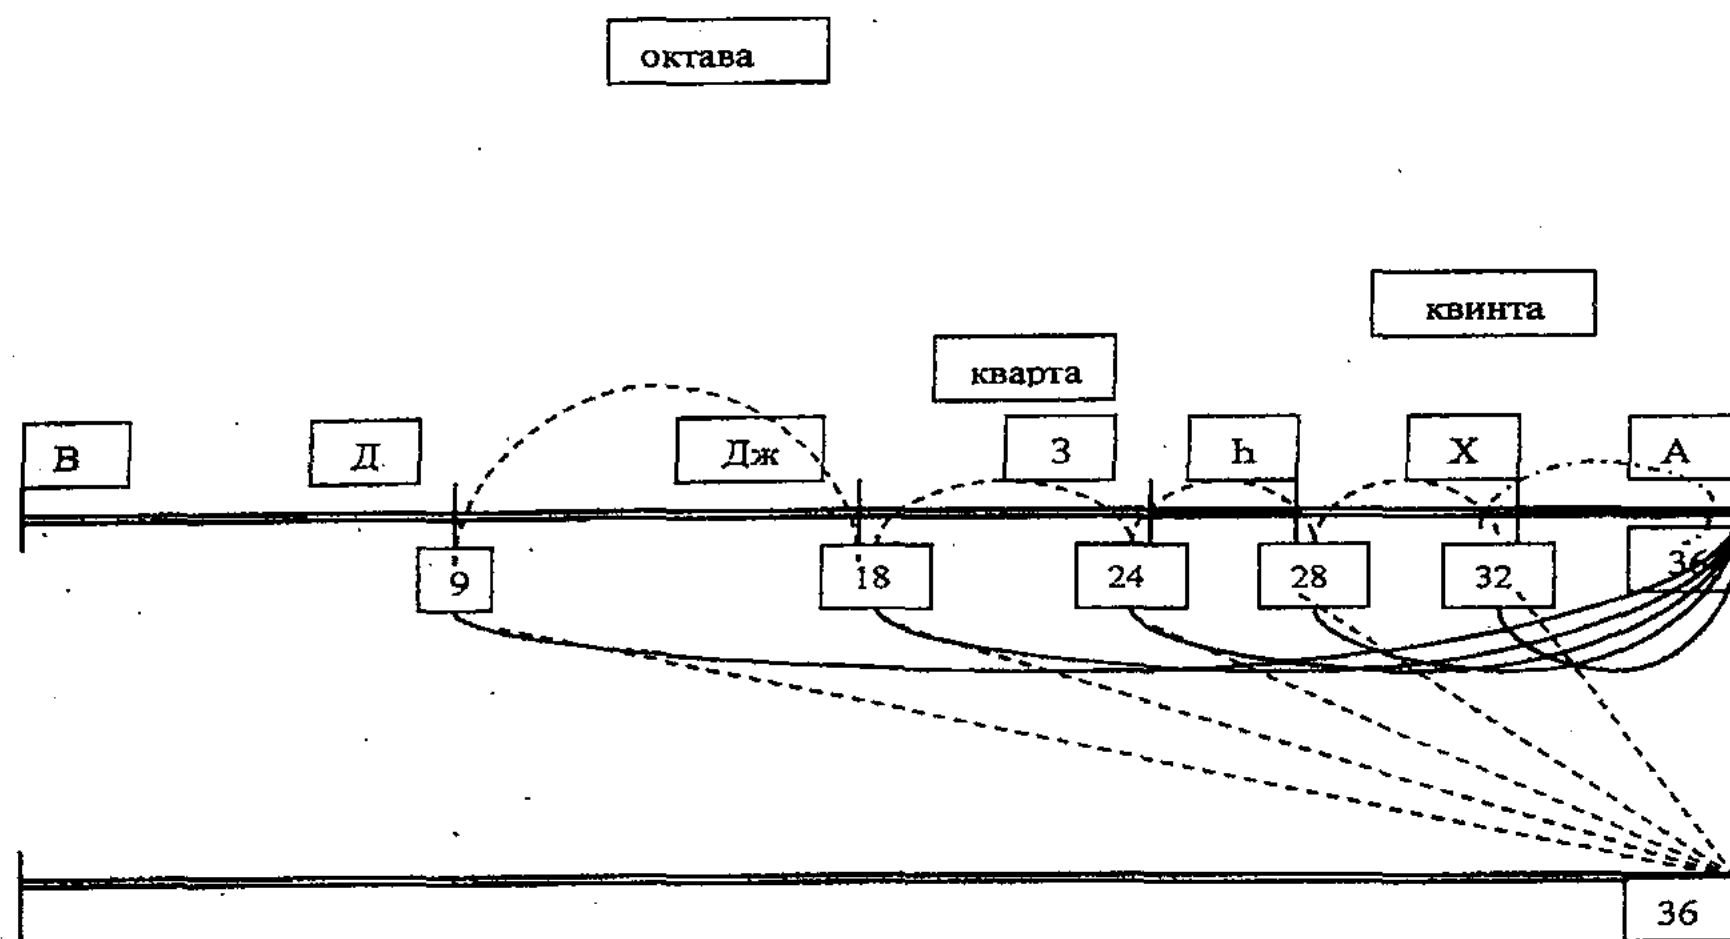 октава
квинта
кварта
В Д Дж З h Х А
9 18 24 28 32 36
36